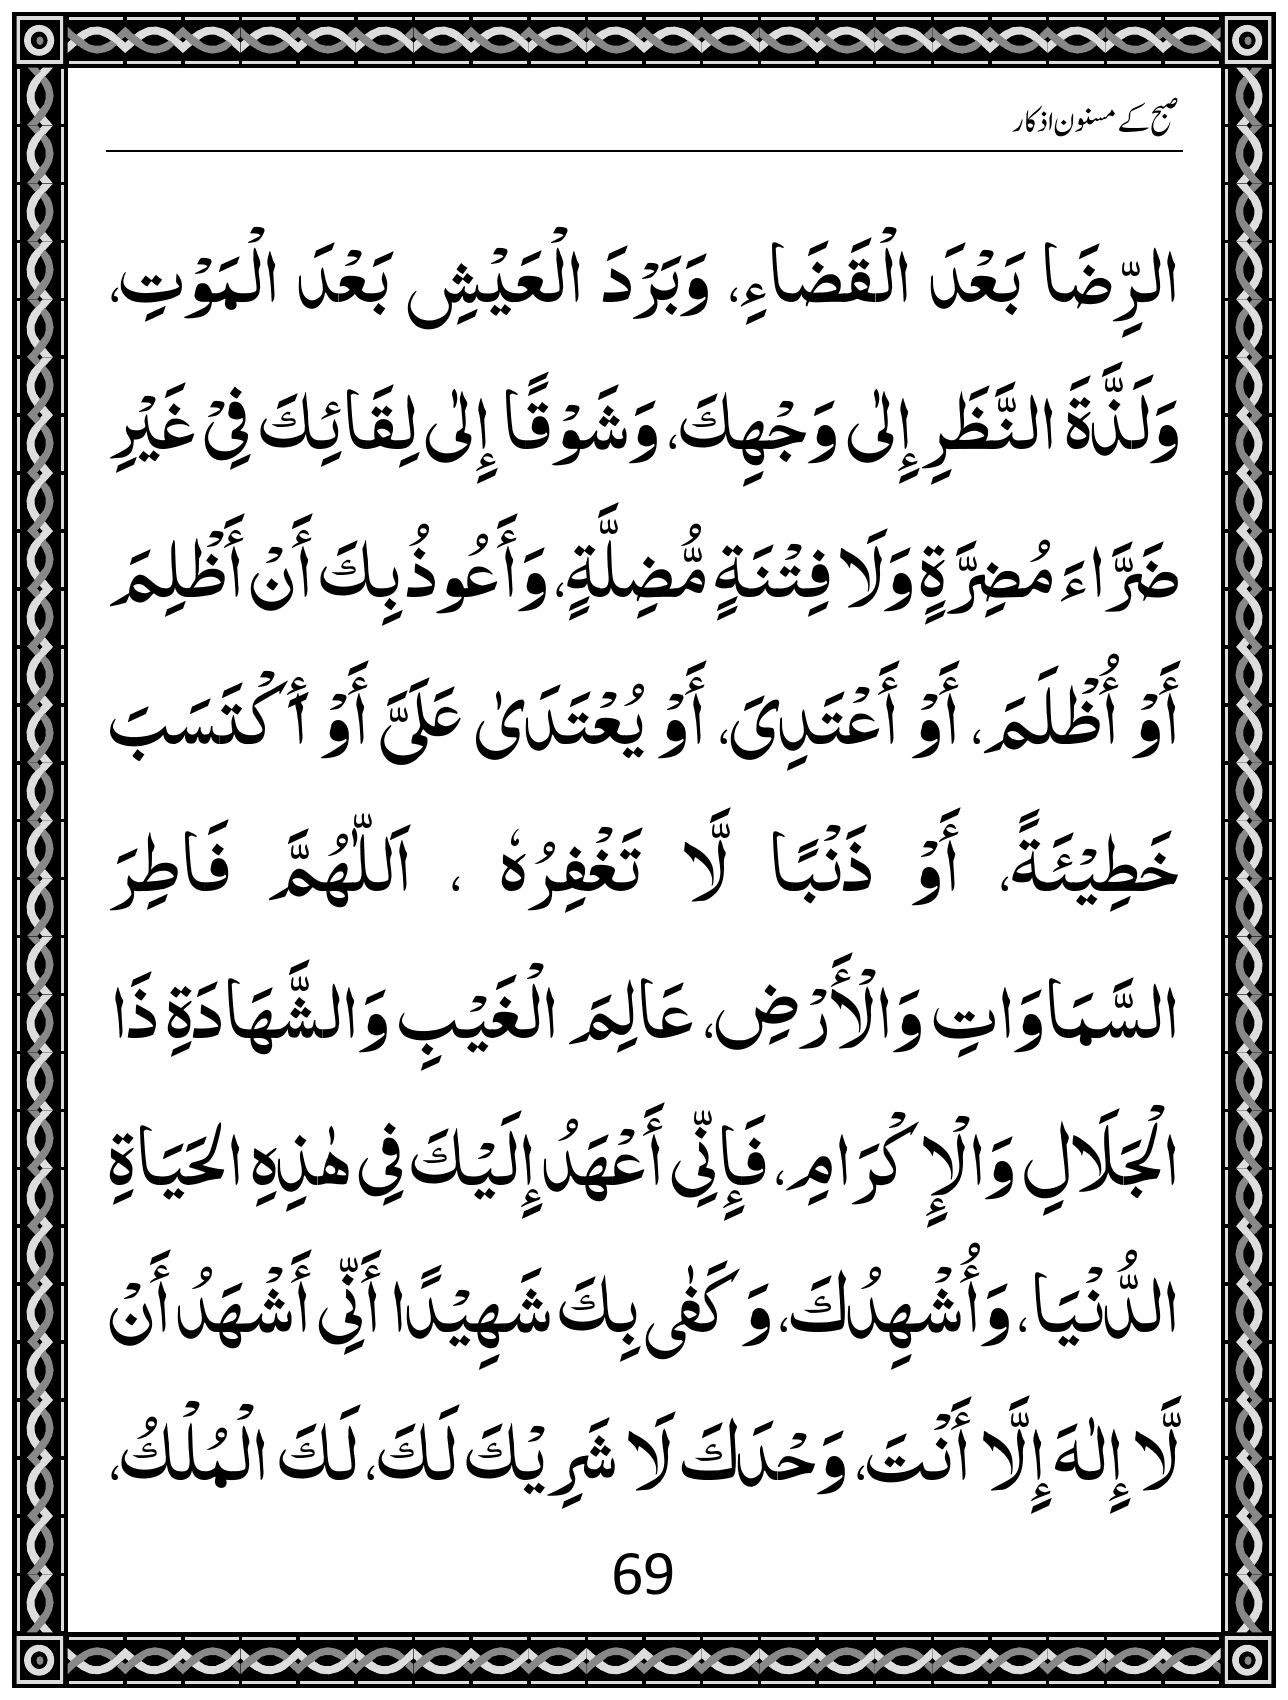 صبح کے مسنون اذکار
الرِّضَا بَعْدَ الْقَضَاءِ، وَبَرْدَ الْعَيْشِ بَعْدَ الْمَوْتِ،
وَلَذَّةَ النَّظَرِ إِلٰى وَجْهِكَ، وَشَوْقًا إِلٰى لِقَائِكَ فِىْ غَيْرِ
ضَرَّاءَ مُضِرَّةٍ وَلَا فِتْنَةٍ مُّضِلَّةٍ، وَأَعُوذُ بِكَ أَنْ أَظْلِمَ
أَوْ أُظْلَمَ، أَوْ أَعْتَدِىَ، أَوْ يُعْتَدَىٰ عَلَىَّ أَوْ أَكْتَسَبَ
خَطِيْئَةً، أَوْ ذَنْبًا لَّا تَغْفِرُهٗ ، اَللّٰهُمَّ فَاطِرَ
السَّمَاوَاتِ وَالْأَرْضِ، عَالِمَ الْغَيْبِ وَالشَّهَادَةِ ذَا
الْجَلَالِ وَالْإِكْرَامِ، فَإِنِّى أَعْهَدُ إِلَيْكَ فِى هٰذِهِ الحَيَاةِ
الدُّنْيَا، وَأُشْهِدُكَ، وَكَفٰى بِكَ شَهِيْدًا أَنِّى أَشْهَدُ أَنْ
لَّا إِلٰهَ إِلَّا أَنْتَ، وَحْدَكَ لَا شَرِيْكَ لَكَ، لَكَ الْمُلْكُ،
69